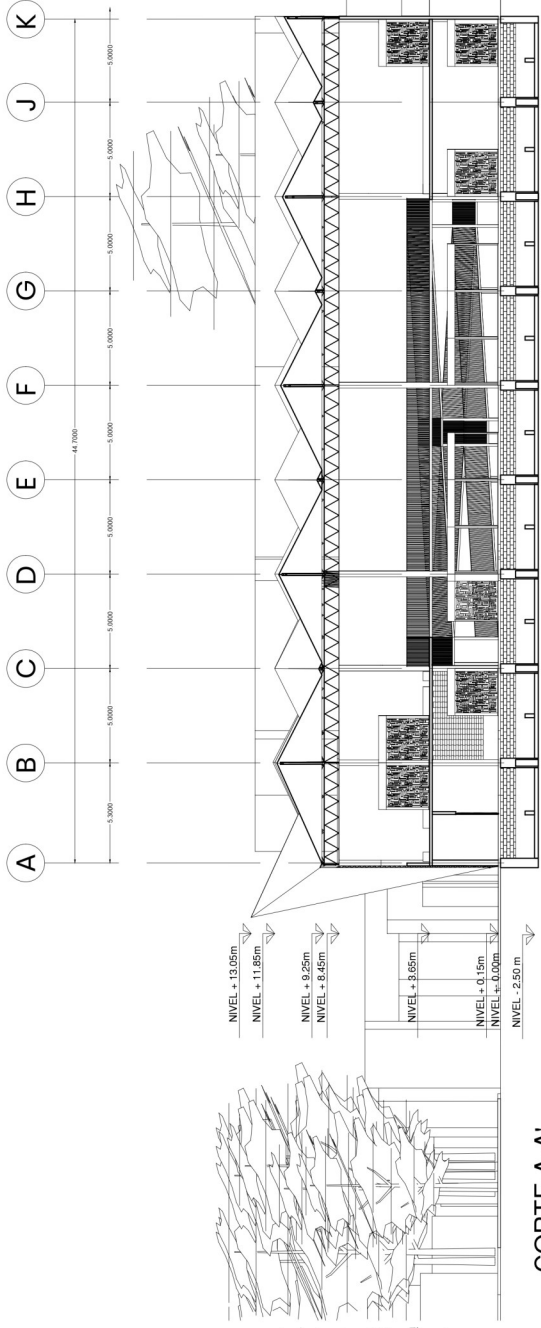 A B C D E F G H J K
44.7000
5.3000 5.0000 5.0000 5.0000 5.0000 5.0000 5.0000 5.0000 5.0000
NIVEL + 13.05m
NIVEL + 11.85m
NIVEL + 9.25m
NIVEL + 8.45m
NIVEL + 3.65m
NIVEL + 0.15m
NIVEL +- 0.00m
NIVEL - 2.50 m
CORTE A-A'